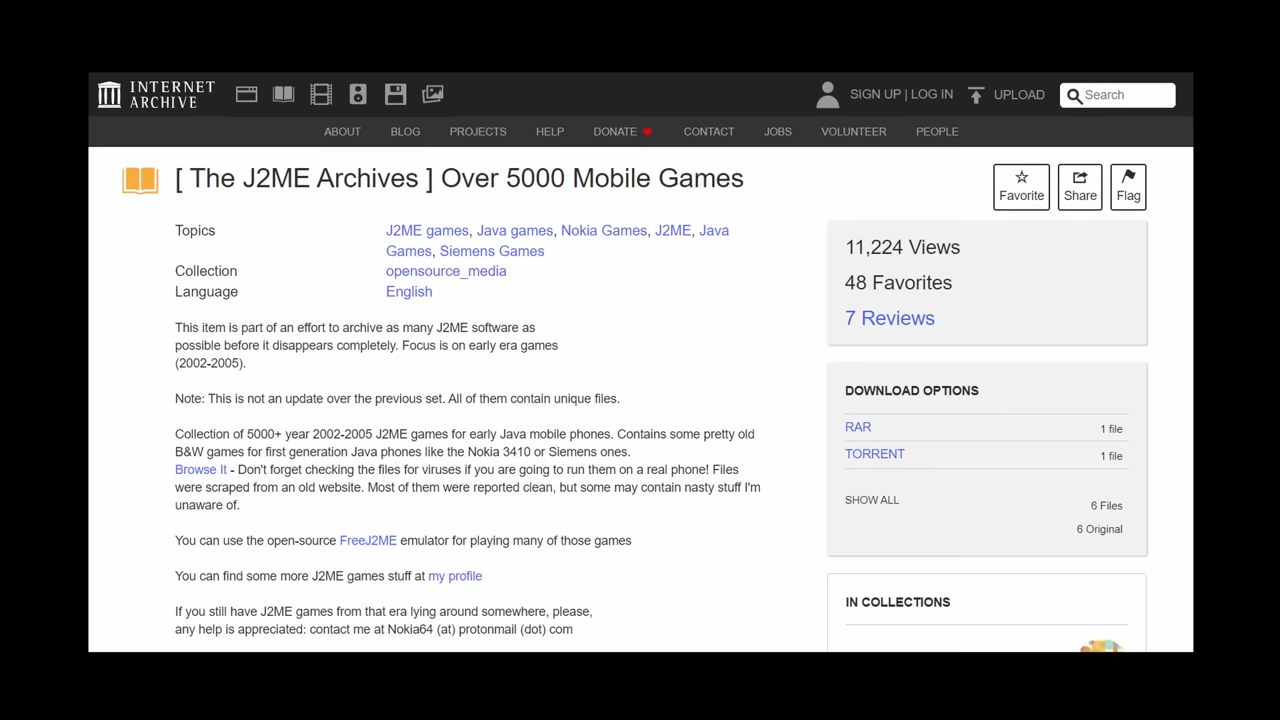 INTERNET
ARCHIVE
SIGN UP | LOG IN
UPLOAD
Search
ABOUT
BLOG
PROJECTS
HELP
DONATE
CONTACT
JOBS
VOLUNTEER
PEOPLE
[ The J2ME Archives ] Over 5000 Mobile Games
Favorite
Share
Flag
Topics
J2ME games, Java games, Nokia Games, J2ME, Java
Games, Siemens Games
Collection
opensource_media
Language
English
This item is part of an effort to archive as many J2ME software as
possible before it disappears completely. Focus is on early era games
(2002-2005).
Note: This is not an update over the previous set. All of them contain unique files.
Collection of 5000+ year 2002-2005 J2ME games for early Java mobile phones. Contains some pretty old
B&W games for first generation Java phones like the Nokia 3410 or Siemens ones.
Browse It - Don't forget checking the files for viruses if you are going to run them on a real phone! Files
were scraped from an old website. Most of them were reported clean, but some may contain nasty stuff I'm
unaware of.
You can use the open-source FreeJ2ME emulator for playing many of those games
You can find some more J2ME games stuff at my profile
If you still have J2ME games from that era lying around somewhere, please,
any help is appreciated: contact me at Nokia64 (at) protonmail (dot) com
11,224 Views
48 Favorites
7 Reviews
DOWNLOAD OPTIONS
RAR
1 file
TORRENT
1 file
SHOW ALL
6 Files
6 Original
IN COLLECTIONS